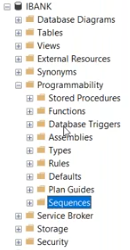 IBANK
Database Diagrams
Tables
Views
External Resources
Synonyms
Programmability
Stored Procedures
Functions
Database Triggers
Assemblies
Types
Rules
Defaults
Plan Guides
Sequences
Service Broker
Storage
Security